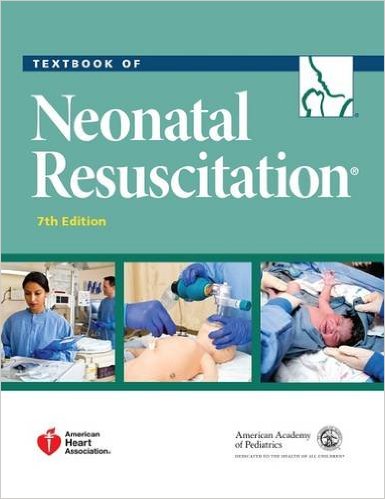 TEXTBOOK OF
Neonatal
Resuscitation®
7th Edition
American
Heart
Association®
American Academy
of Pediatrics
DEDICATED TO THE HEALTH OF ALL CHILDREN®